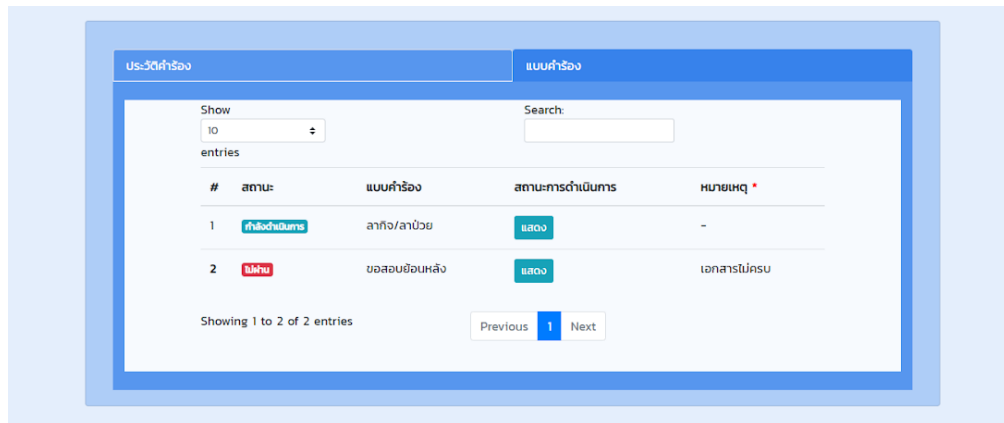 ประวัติคำร้อง แบบคำร้อง
Show Search:
10
entries
# สถานะ แบบคำร้อง สถานะการดำเนินการ หมายเหตุ *
1 กำลังดำเนินการ ลากิจ/ลาป่วย แสดง -
2 ไม่ผ่าน ขอสอบย้อนหลัง แสดง เอกสารไม่ครบ
Showing 1 to 2 of 2 entries Previous 1 Next